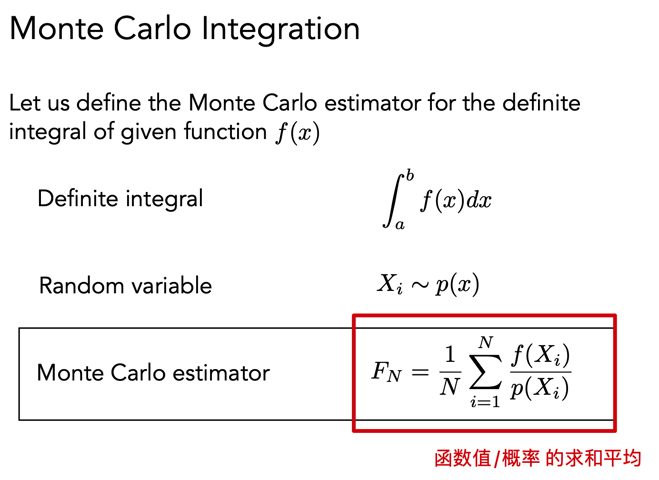 Monte Carlo Integration
Let us define the Monte Carlo estimator for the definite
integral of given function f(x)
Definite integral ∫_a^b f(x)dx
Random variable X_i ∼ p(x)
Monte Carlo estimator F_N = \frac{1}{N} \sum_{i=1}^{N} \frac{f(X_i)}{p(X_i)}
函数值/概率 的求和平均